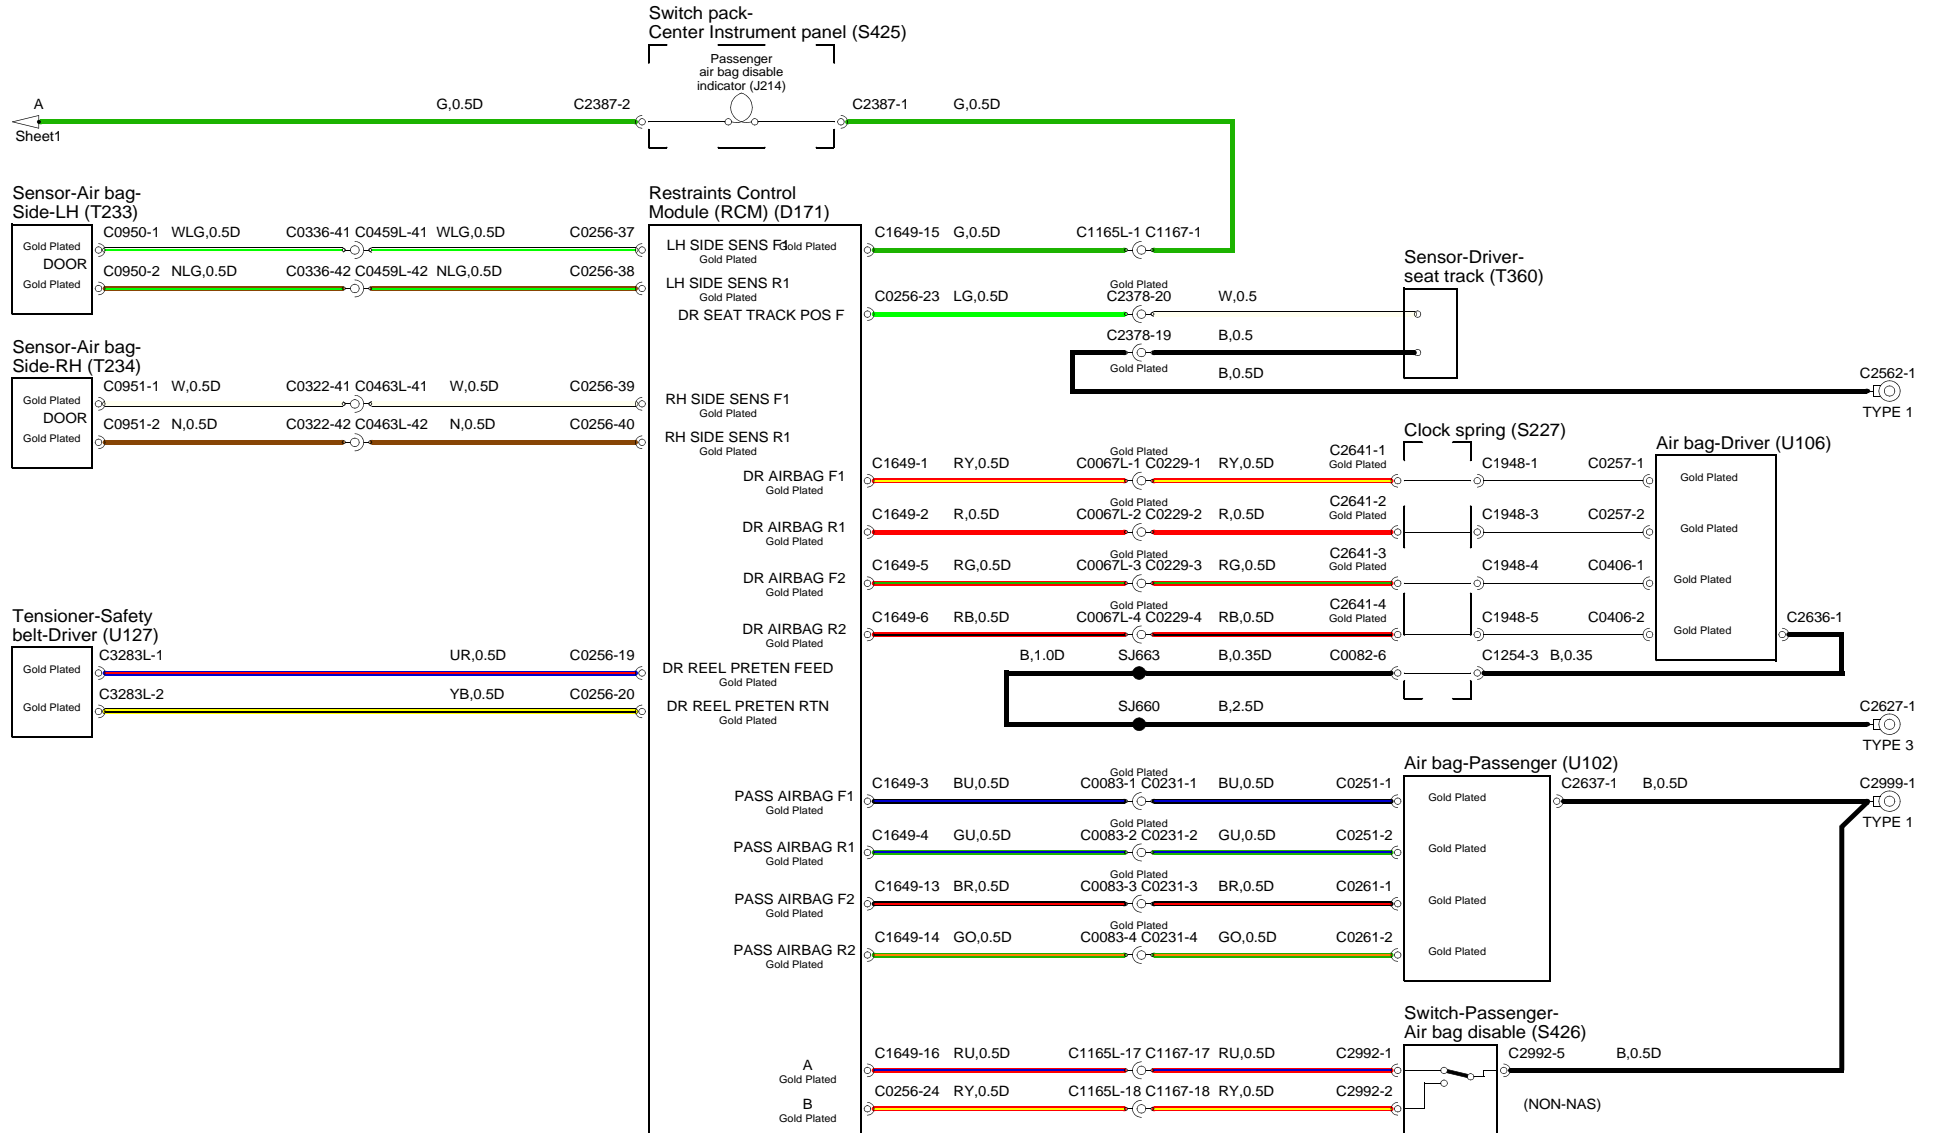 Switch pack-
Center Instrument panel (S425)
Passenger
air bag disable
indicator (J214)
A
G,0.5D
C2387-2
C2387-1
G,0.5D
Sheet1
Sensor-Air bag-
Side-LH (T233)
Restraints Control
Module (RCM) (D171)
C0950-1 WLG,0.5D C0336-41 C0459L-41 WLG,0.5D C0256-37
Gold Plated
LH SIDE SENS F1
Gold Plated
Gold Plated
C1649-15 G,0.5D C1165L-1 C1167-1
DOOR
C0950-2 NLG,0.5D C0336-42 C0459L-42 NLG,0.5D C0256-38
Gold Plated
LH SIDE SENS R1
Gold Plated
Sensor-Driver-
seat track (T360)
DR SEAT TRACK POS F
C0256-23 LG,0.5D
Gold Plated
C2378-20
W,0.5
C2378-19
B,0.5
Gold Plated
B,0.5D
C2562-1
TYPE 1
Sensor-Air bag-
Side-RH (T234)
C0951-1 W,0.5D C0322-41 C0463L-41 W,0.5D C0256-39
Gold Plated
RH SIDE SENS F1
Gold Plated
DOOR
C0951-2 N,0.5D C0322-42 C0463L-42 N,0.5D C0256-40
Gold Plated
RH SIDE SENS R1
Gold Plated
Clock spring (S227)
Air bag-Driver (U106)
DR AIRBAG F1
Gold Plated
C1649-1 RY,0.5D
Gold Plated
C0067L-1 C0229-1 RY,0.5D
C2641-1
Gold Plated
C1948-1 C0257-1
Gold Plated
DR AIRBAG R1
Gold Plated
C1649-2 R,0.5D
Gold Plated
C0067L-2 C0229-2 R,0.5D
C2641-2
Gold Plated
C1948-3 C0257-2
Gold Plated
DR AIRBAG F2
Gold Plated
C1649-5 RG,0.5D
Gold Plated
C0067L-3 C0229-3 RG,0.5D
C2641-3
Gold Plated
C1948-4 C0406-1
Gold Plated
DR AIRBAG R2
Gold Plated
C1649-6 RB,0.5D
Gold Plated
C0067L-4 C0229-4 RB,0.5D
C2641-4
Gold Plated
C1948-5 C0406-2
Gold Plated
C2636-1
Tensioner-Safety
belt-Driver (U127)
C3283L-1 UR,0.5D C0256-19
Gold Plated
DR REEL PRETEN FEED
Gold Plated
B,1.0D SJ663 B,0.35D C0082-6 C1254-3 B,0.35
C3283L-2 YB,0.5D C0256-20
Gold Plated
DR REEL PRETEN RTN
Gold Plated
SJ660 B,2.5D
C2627-1
TYPE 3
Air bag-Passenger (U102)
PASS AIRBAG F1
Gold Plated
C1649-3 BU,0.5D
Gold Plated
C0083-1 C0231-1 BU,0.5D C0251-1
Gold Plated
C2637-1 B,0.5D
C2999-1
TYPE 1
PASS AIRBAG R1
Gold Plated
C1649-4 GU,0.5D
Gold Plated
C0083-2 C0231-2 GU,0.5D C0251-2
Gold Plated
PASS AIRBAG F2
Gold Plated
C1649-13 BR,0.5D
Gold Plated
C0083-3 C0231-3 BR,0.5D C0261-1
Gold Plated
PASS AIRBAG R2
Gold Plated
C1649-14 GO,0.5D
Gold Plated
C0083-4 C0231-4 GO,0.5D C0261-2
Gold Plated
Switch-Passenger-
Air bag disable (S426)
A
Gold Plated
C1649-16 RU,0.5D C1165L-17 C1167-17 RU,0.5D C2992-1
C2992-5 B,0.5D
B
Gold Plated
C0256-24 RY,0.5D C1165L-18 C1167-18 RY,0.5D C2992-2
(NON-NAS)